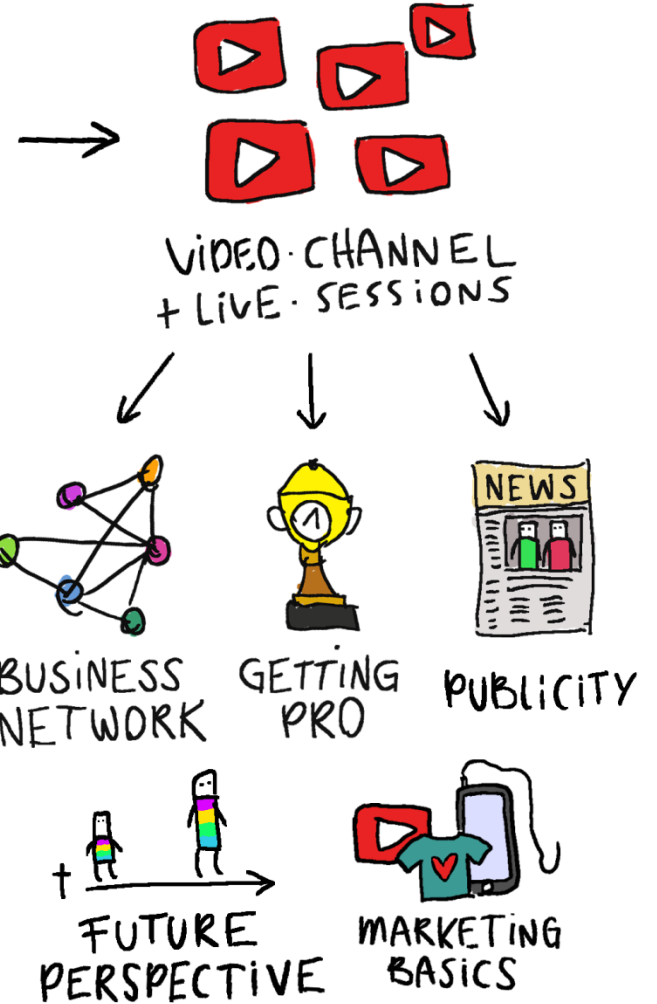 ViDEO·CHANNEL
+ LiVE·SESSiONS
NEWS
BUSiNESS
NETWORK
GETTiNG
PRO
PUBLiCiTY
+
FUTURE
PERSPECTiVE
MARKETiNG
BASiCS